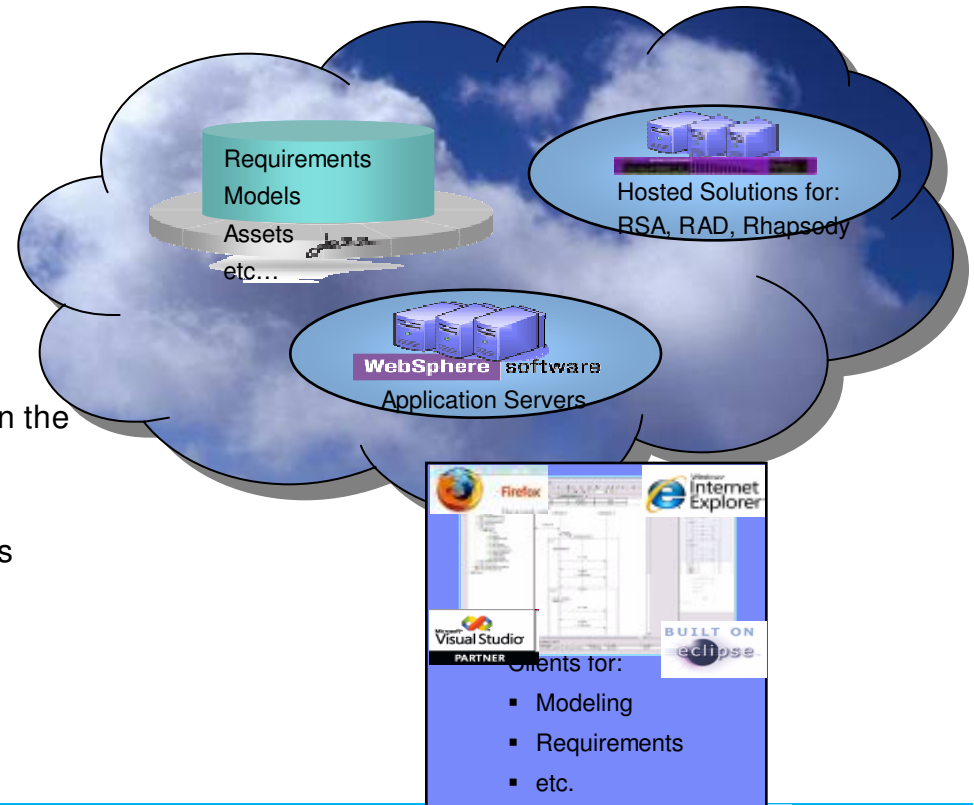 Requirements
Models
Assets
etc…
Hosted Solutions for:
RSA, RAD, Rhapsody
WebSphere software
Application Servers
n the
s
Firefox
Internet
Explorer
Visual Studio
PARTNER
BUILT ON
eclipse
Clients for:
▪ Modeling
▪ Requirements
▪ etc.